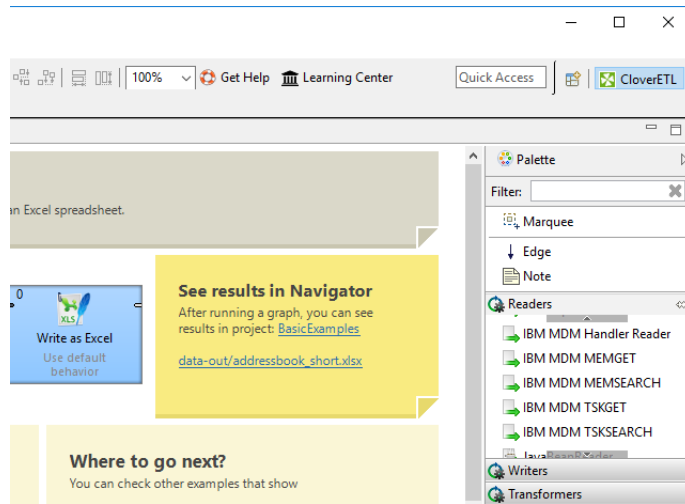 100%
Get Help
Learning Center
Quick Access
CloverETL
an Excel spreadsheet.
0
XLS
Write as Excel
Use default
behavior
See results in Navigator
After running a graph, you can see
results in project: BasicExamples
data-out/addressbook_short.xlsx
Where to go next?
You can check other examples that show
Palette
Filter:
Marquee
Edge
Note
Readers
IBM MDM Handler Reader
IBM MDM MEMGET
IBM MDM MEMSEARCH
IBM MDM TSKGET
IBM MDM TSKSEARCH
JavaBeanReader
Writers
Transformers